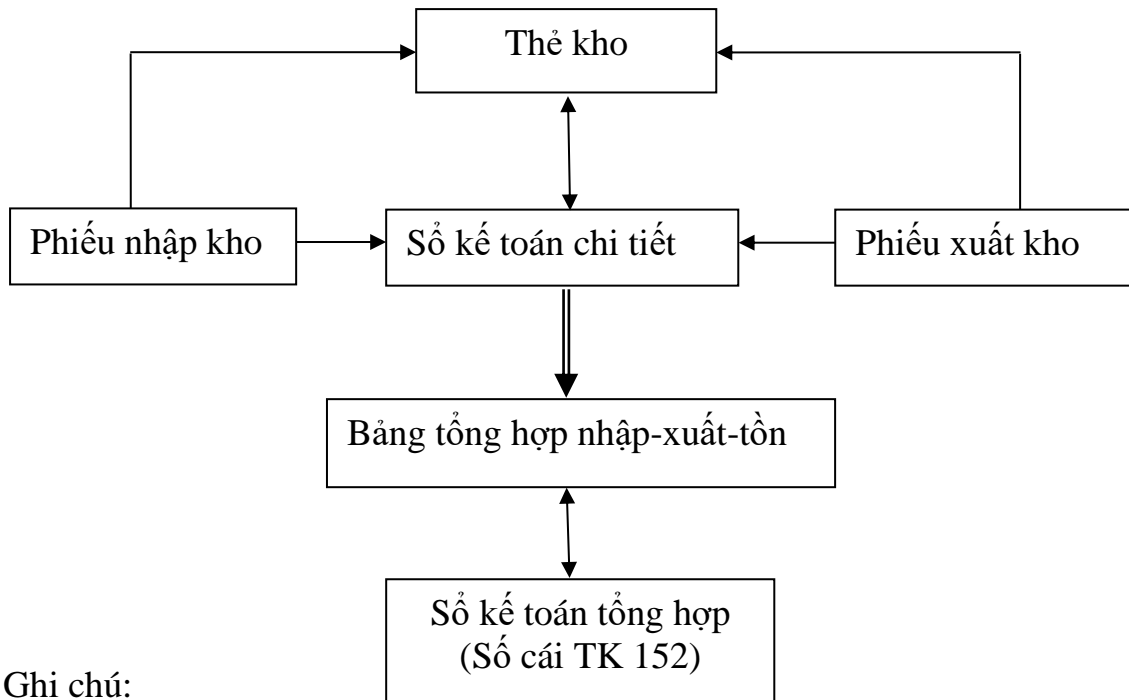 Thẻ kho
Phiếu nhập kho
Sổ kế toán chi tiết
Phiếu xuất kho
Bảng tổng hợp nhập-xuất-tồn
Sổ kế toán tổng hợp
(Số cái TK 152)
Ghi chú: